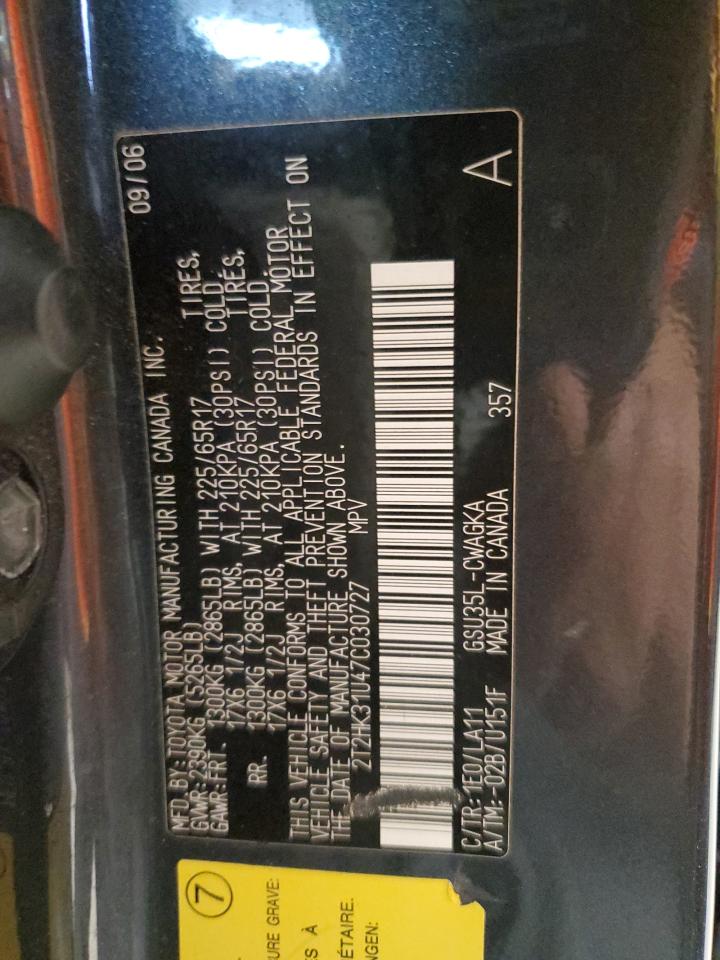 MFD BY: TOYOTA MOTOR MANUFACTURING CANADA INC. 09/06
GVWR: 2390KG (5265LB)
GAWR: FRT. 1300KG (2865LB) WITH 225/65R17 TIRES,
17X6 1/2J RIMS, AT 210KPA (30PSI) COLD.
RR. 1300KG (2865LB) WITH 225/65R17 TIRES,
17X6 1/2J RIMS, AT 210KPA (30PSI) COLD.
THIS VEHICLE CONFORMS TO ALL APPLICABLE FEDERAL MOTOR
VEHICLE SAFETY AND THEFT PREVENTION STANDARDS IN EFFECT ON
THE DATE OF MANUFACTURE SHOWN ABOVE.
2T2HK31U47C030727 MPV
C/TR: 1E0/LA11 GSU35L-CWAGKA A
A/TM: -02B/U151F MADE IN CANADA 357
7
URE GRAVE:
S À
ÉTAIRE.
NGEN: